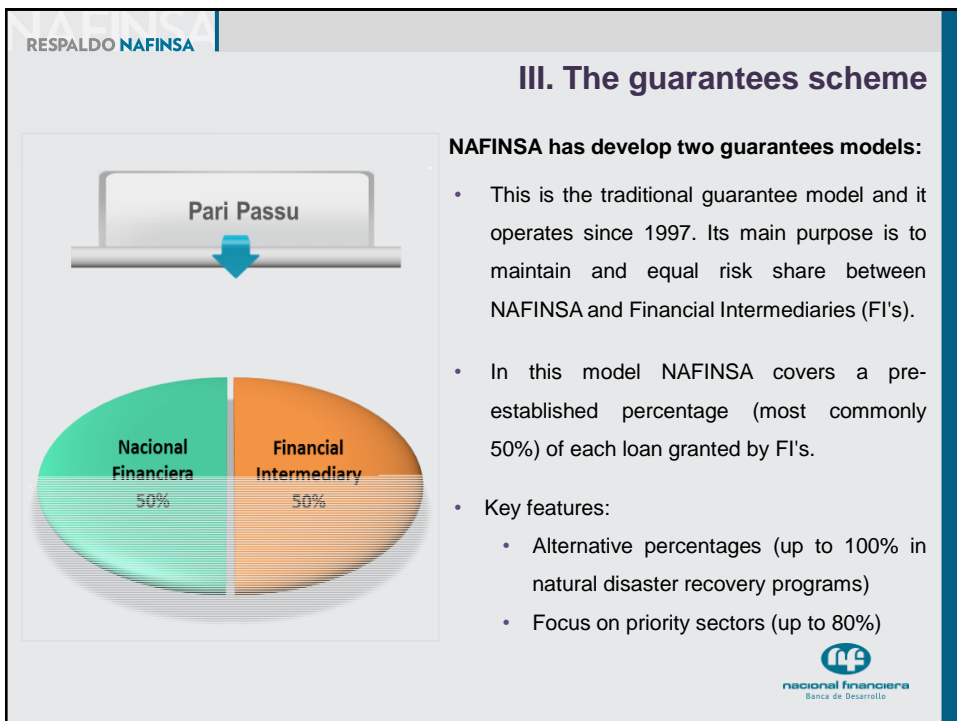 NAFINSA
RESPALDO NAFINSA
III. The guarantees scheme
Pari Passu
Nacional
Financiera
50%
Financial
Intermediary
50%
NAFINSA has develop two guarantees models:
• This is the traditional guarantee model and it
operates since 1997. Its main purpose is to
maintain and equal risk share between
NAFINSA and Financial Intermediaries (FI's).
• In this model NAFINSA covers a pre-
established percentage (most commonly
50%) of each loan granted by FI's.
• Key features:
• Alternative percentages (up to 100% in
natural disaster recovery programs)
• Focus on priority sectors (up to 80%)
nf
nacional financiera
Banca de Desarrollo